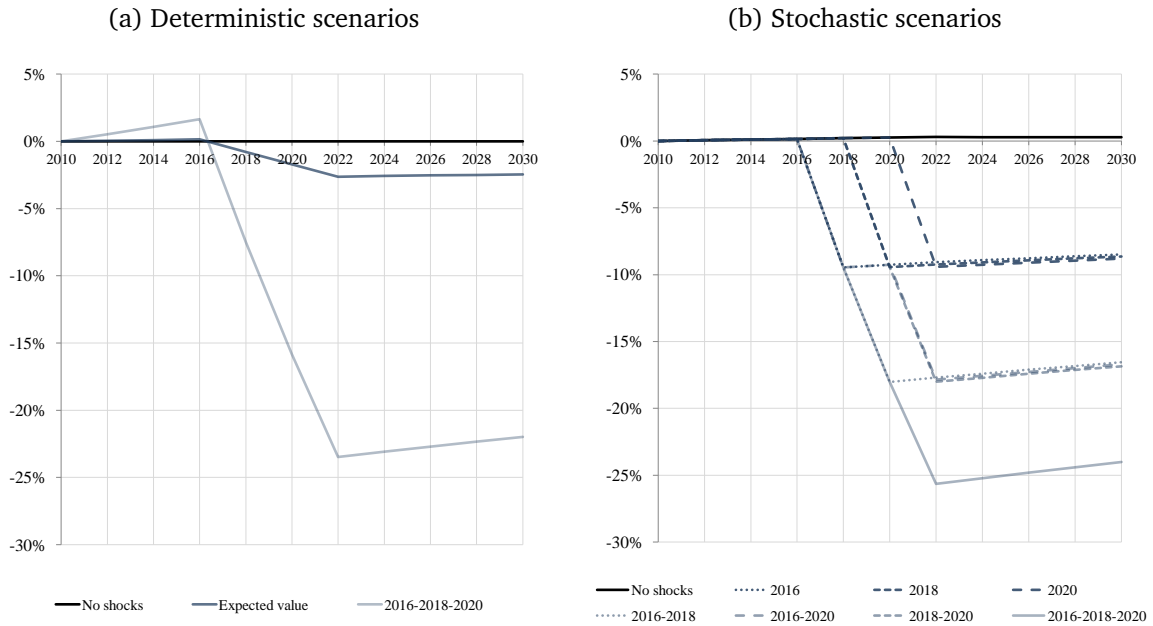 (a) Deterministic scenarios
5%
0%
2010 2012 2014 2016 2018 2020 2022 2024 2026 2028 2030
-5%
-10%
-15%
-20%
-25%
-30%
No shocks Expected value 2016-2018-2020
(b) Stochastic scenarios
5%
0%
2010 2012 2014 2016 2018 2020 2022 2024 2026 2028 2030
-5%
-10%
-15%
-20%
-25%
-30%
No shocks 2016 2018 2020
2016-2018 2016-2020 2018-2020 2016-2018-2020